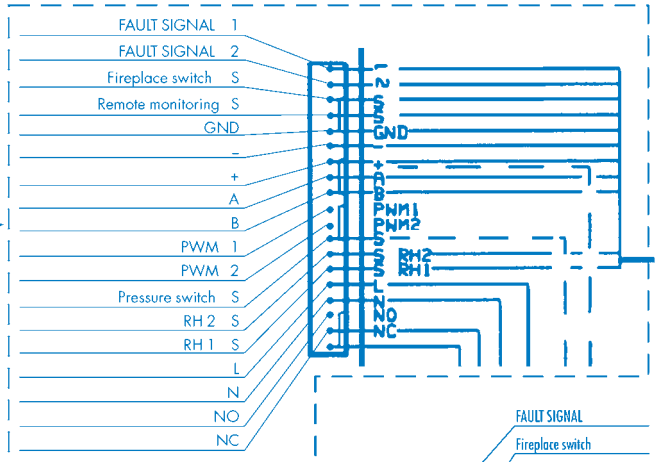 FAULT SIGNAL 1
FAULT SIGNAL 2
Fireplace switch S
Remote monitoring S
GND
–
+
A
B
PWM 1
PWM 2
Pressure switch S
RH 2 S
RH 1 S
L
N
NO
NC
1
2
S
S
GND
-
+
A
B
PWM1
PWM2
S
S RH2
S RH1
L
N
NO
NC
FAULT SIGNAL
Fireplace switch